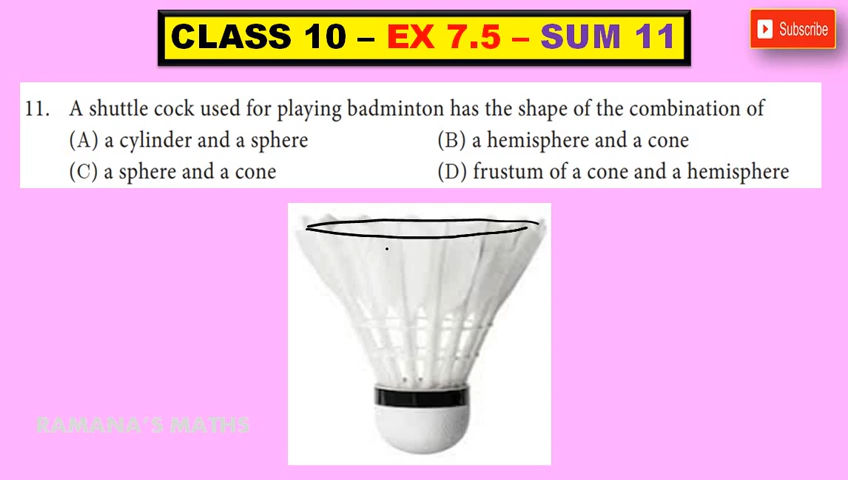 CLASS 10 – EX 7.5 – SUM 11
Subscribe
11. A shuttle cock used for playing badminton has the shape of the combination of
(A) a cylinder and a sphere (B) a hemisphere and a cone
(C) a sphere and a cone (D) frustum of a cone and a hemisphere
RAMANA'S MATHS